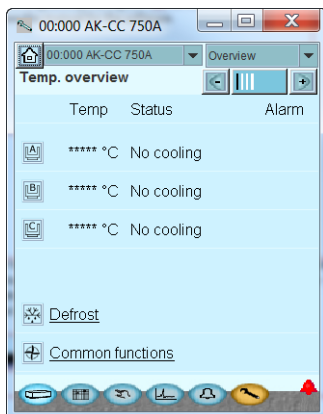 00:000 AK-CC 750A
00:000 AK-CC 750A Overview
Temp. overview
Temp Status Alarm
A ***** °C No cooling
B ***** °C No cooling
C ***** °C No cooling
Defrost
Common functions